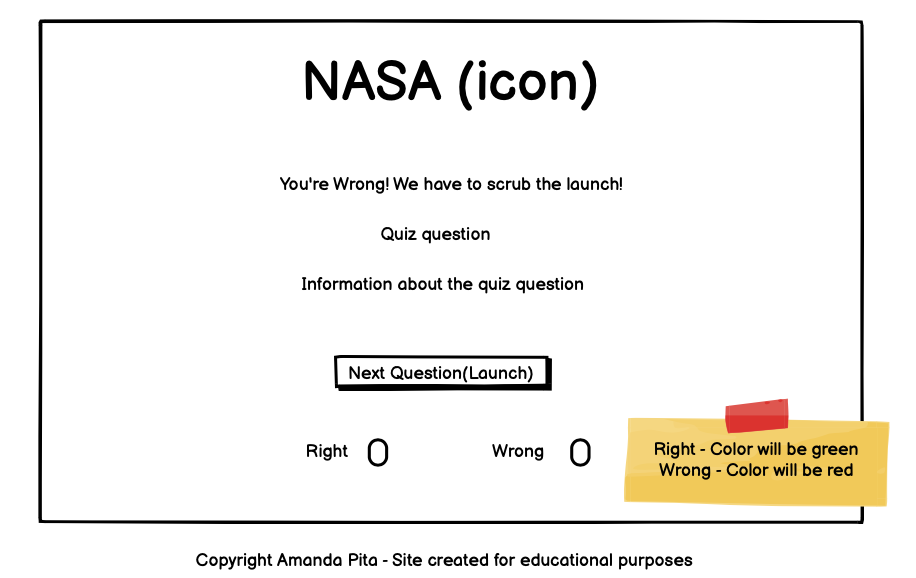 NASA (icon)
You're Wrong! We have to scrub the launch!
Quiz question
Information about the quiz question
Next Question(Launch)
Right 0 Wrong 0
Right - Color will be green
Wrong - Color will be red
Copyright Amanda Pita - Site created for educational purposes